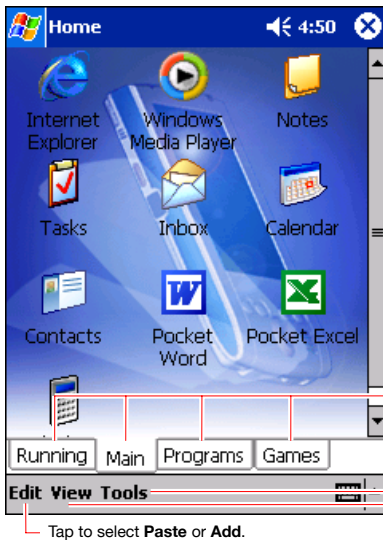 Home 4:50
Internet Explorer
Windows Media Player
Notes
Tasks
Inbox
Calendar
Contacts
Pocket Word
Pocket Excel
Running Main Programs Games
Edit View Tools
Tap to select Paste or Add.